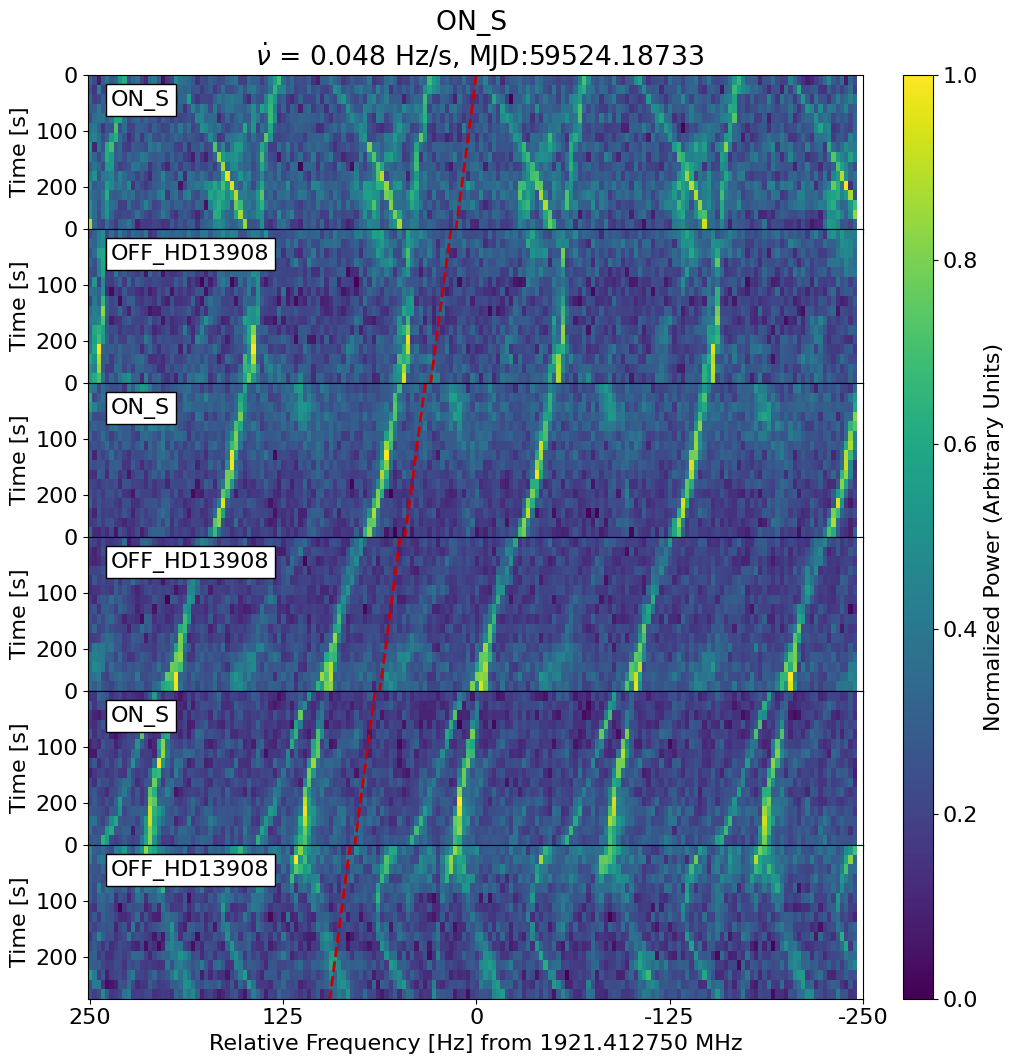 ON_S
ν̇ = 0.048 Hz/s, MJD:59524.18733
0
100
200
Time [s]
ON_S
0
100
200
Time [s]
OFF_HD13908
0
100
200
Time [s]
ON_S
0
100
200
Time [s]
OFF_HD13908
0
100
200
Time [s]
ON_S
0
100
200
Time [s]
OFF_HD13908
250 125 0 -125 -250
Relative Frequency [Hz] from 1921.412750 MHz
1.0
0.8
0.6
0.4
0.2
0.0
Normalized Power (Arbitrary Units)